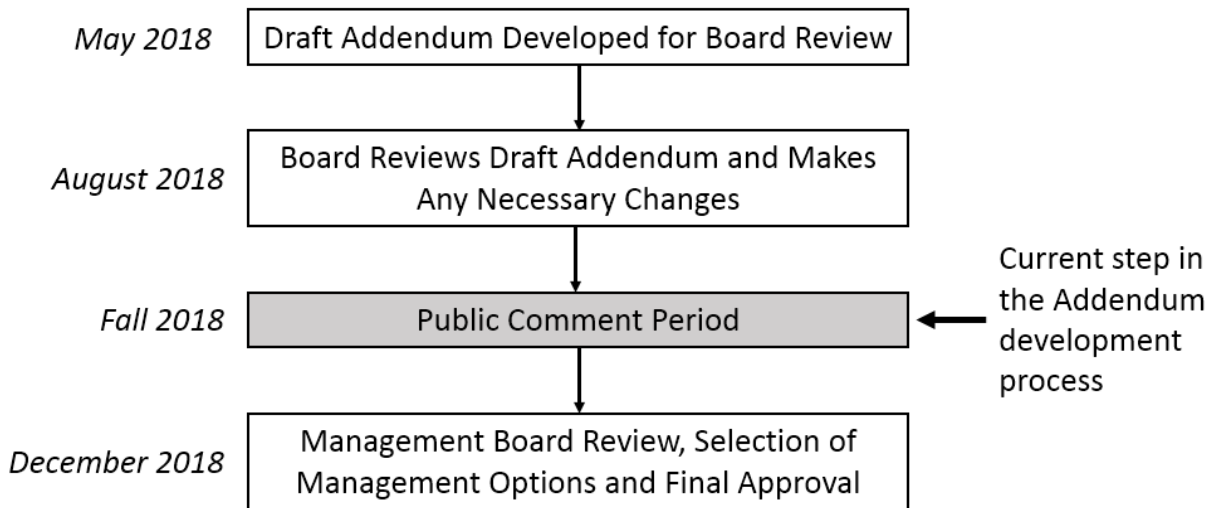 May 2018
Draft Addendum Developed for Board Review
August 2018
Board Reviews Draft Addendum and Makes
Any Necessary Changes
Fall 2018
Public Comment Period
Current step in
the Addendum
development
process
December 2018
Management Board Review, Selection of
Management Options and Final Approval